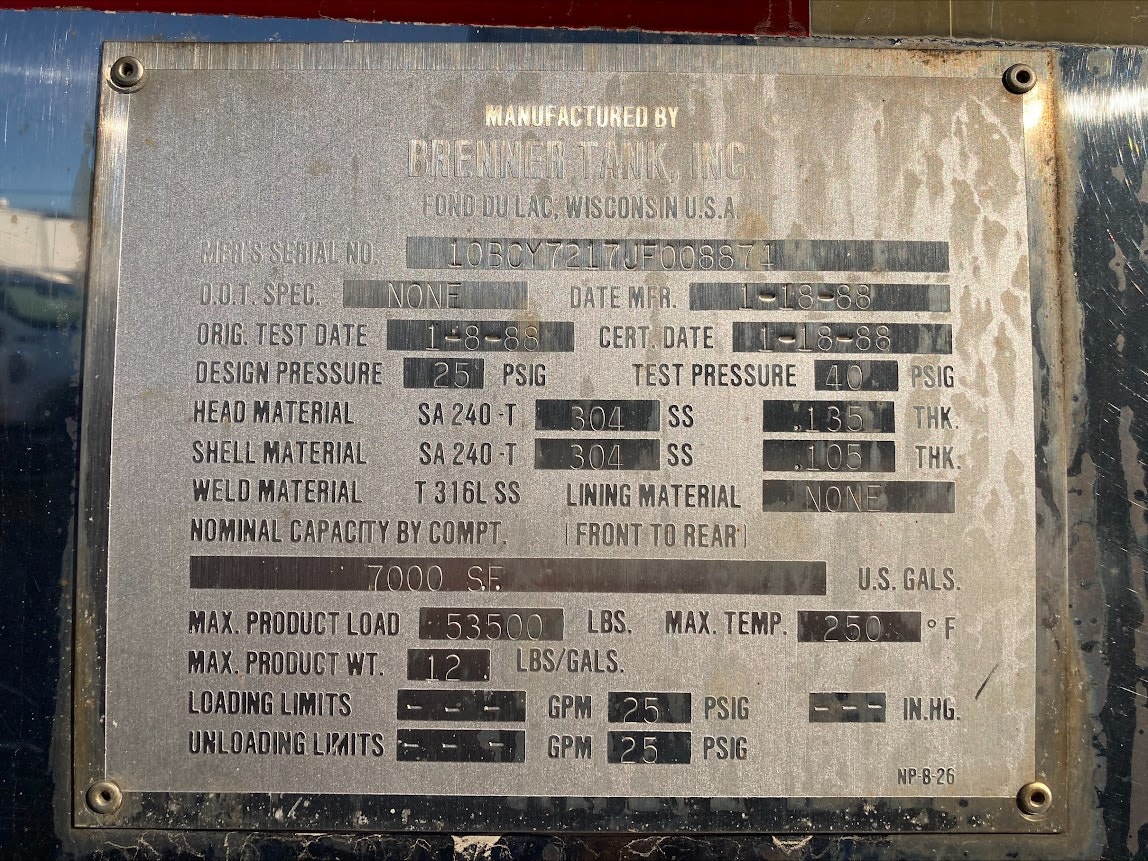 MANUFACTURED BY
BRENNER TANK, INC.
FOND DU LAC, WISCONSIN U.S.A.
MFR'S SERIAL NO. 10BCY7217JF008871
D.O.T. SPEC. NONE DATE MFR. 1-18-88
ORIG. TEST DATE 1-8-88 CERT. DATE 1-18-88
DESIGN PRESSURE 25 PSIG TEST PRESSURE 40 PSIG
HEAD MATERIAL SA 240-T 304 SS .135 THK.
SHELL MATERIAL SA 240-T 304 SS .105 THK.
WELD MATERIAL T 316L SS LINING MATERIAL NONE
NOMINAL CAPACITY BY COMPT. (FRONT TO REAR)
7000 SF. U.S. GALS.
MAX. PRODUCT LOAD 53500 LBS. MAX. TEMP. 250 °F
MAX. PRODUCT WT. 12. LBS/GALS.
LOADING LIMITS - - - GPM 25 PSIG --- IN.HG.
UNLOADING LIMITS - - - GPM 25 PSIG
NP-8-26